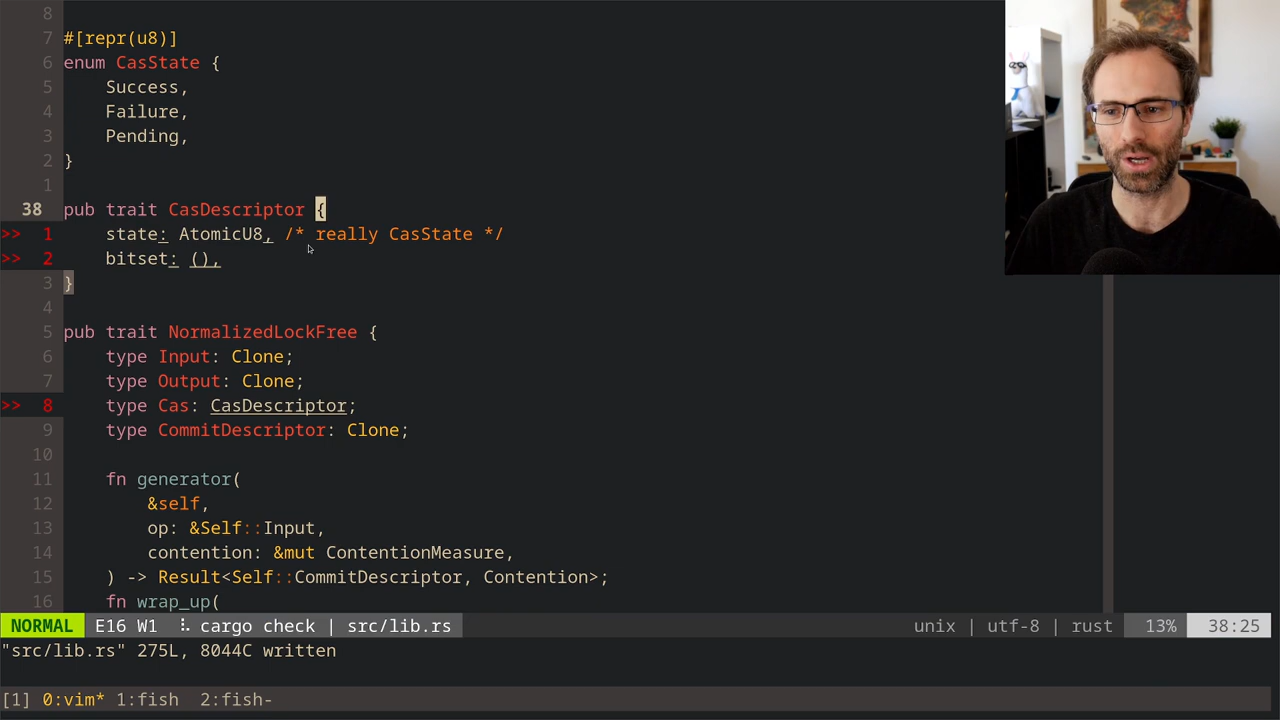 8
7 #[repr(u8)]
6 enum CasState {
5 Success,
4 Failure,
3 Pending,
2 }
1
38 pub trait CasDescriptor {
>> 1 state: AtomicU8, /* really CasState */
>> 2 bitset: (),
3 }
4
5 pub trait NormalizedLockFree {
6 type Input: Clone;
7 type Output: Clone;
>> 8 type Cas: CasDescriptor;
9 type CommitDescriptor: Clone;
10
11 fn generator(
12 &self,
13 op: &Self::Input,
14 contention: &mut ContentionMeasure,
15 ) -> Result<Self::CommitDescriptor, Contention>;
16 fn wrap_up(
NORMAL E16 W1 ⠦ cargo check | src/lib.rs unix | utf-8 | rust 13% 38:25
"src/lib.rs" 275L, 8044C written
[1] 0:vim* 1:fish 2:fish-